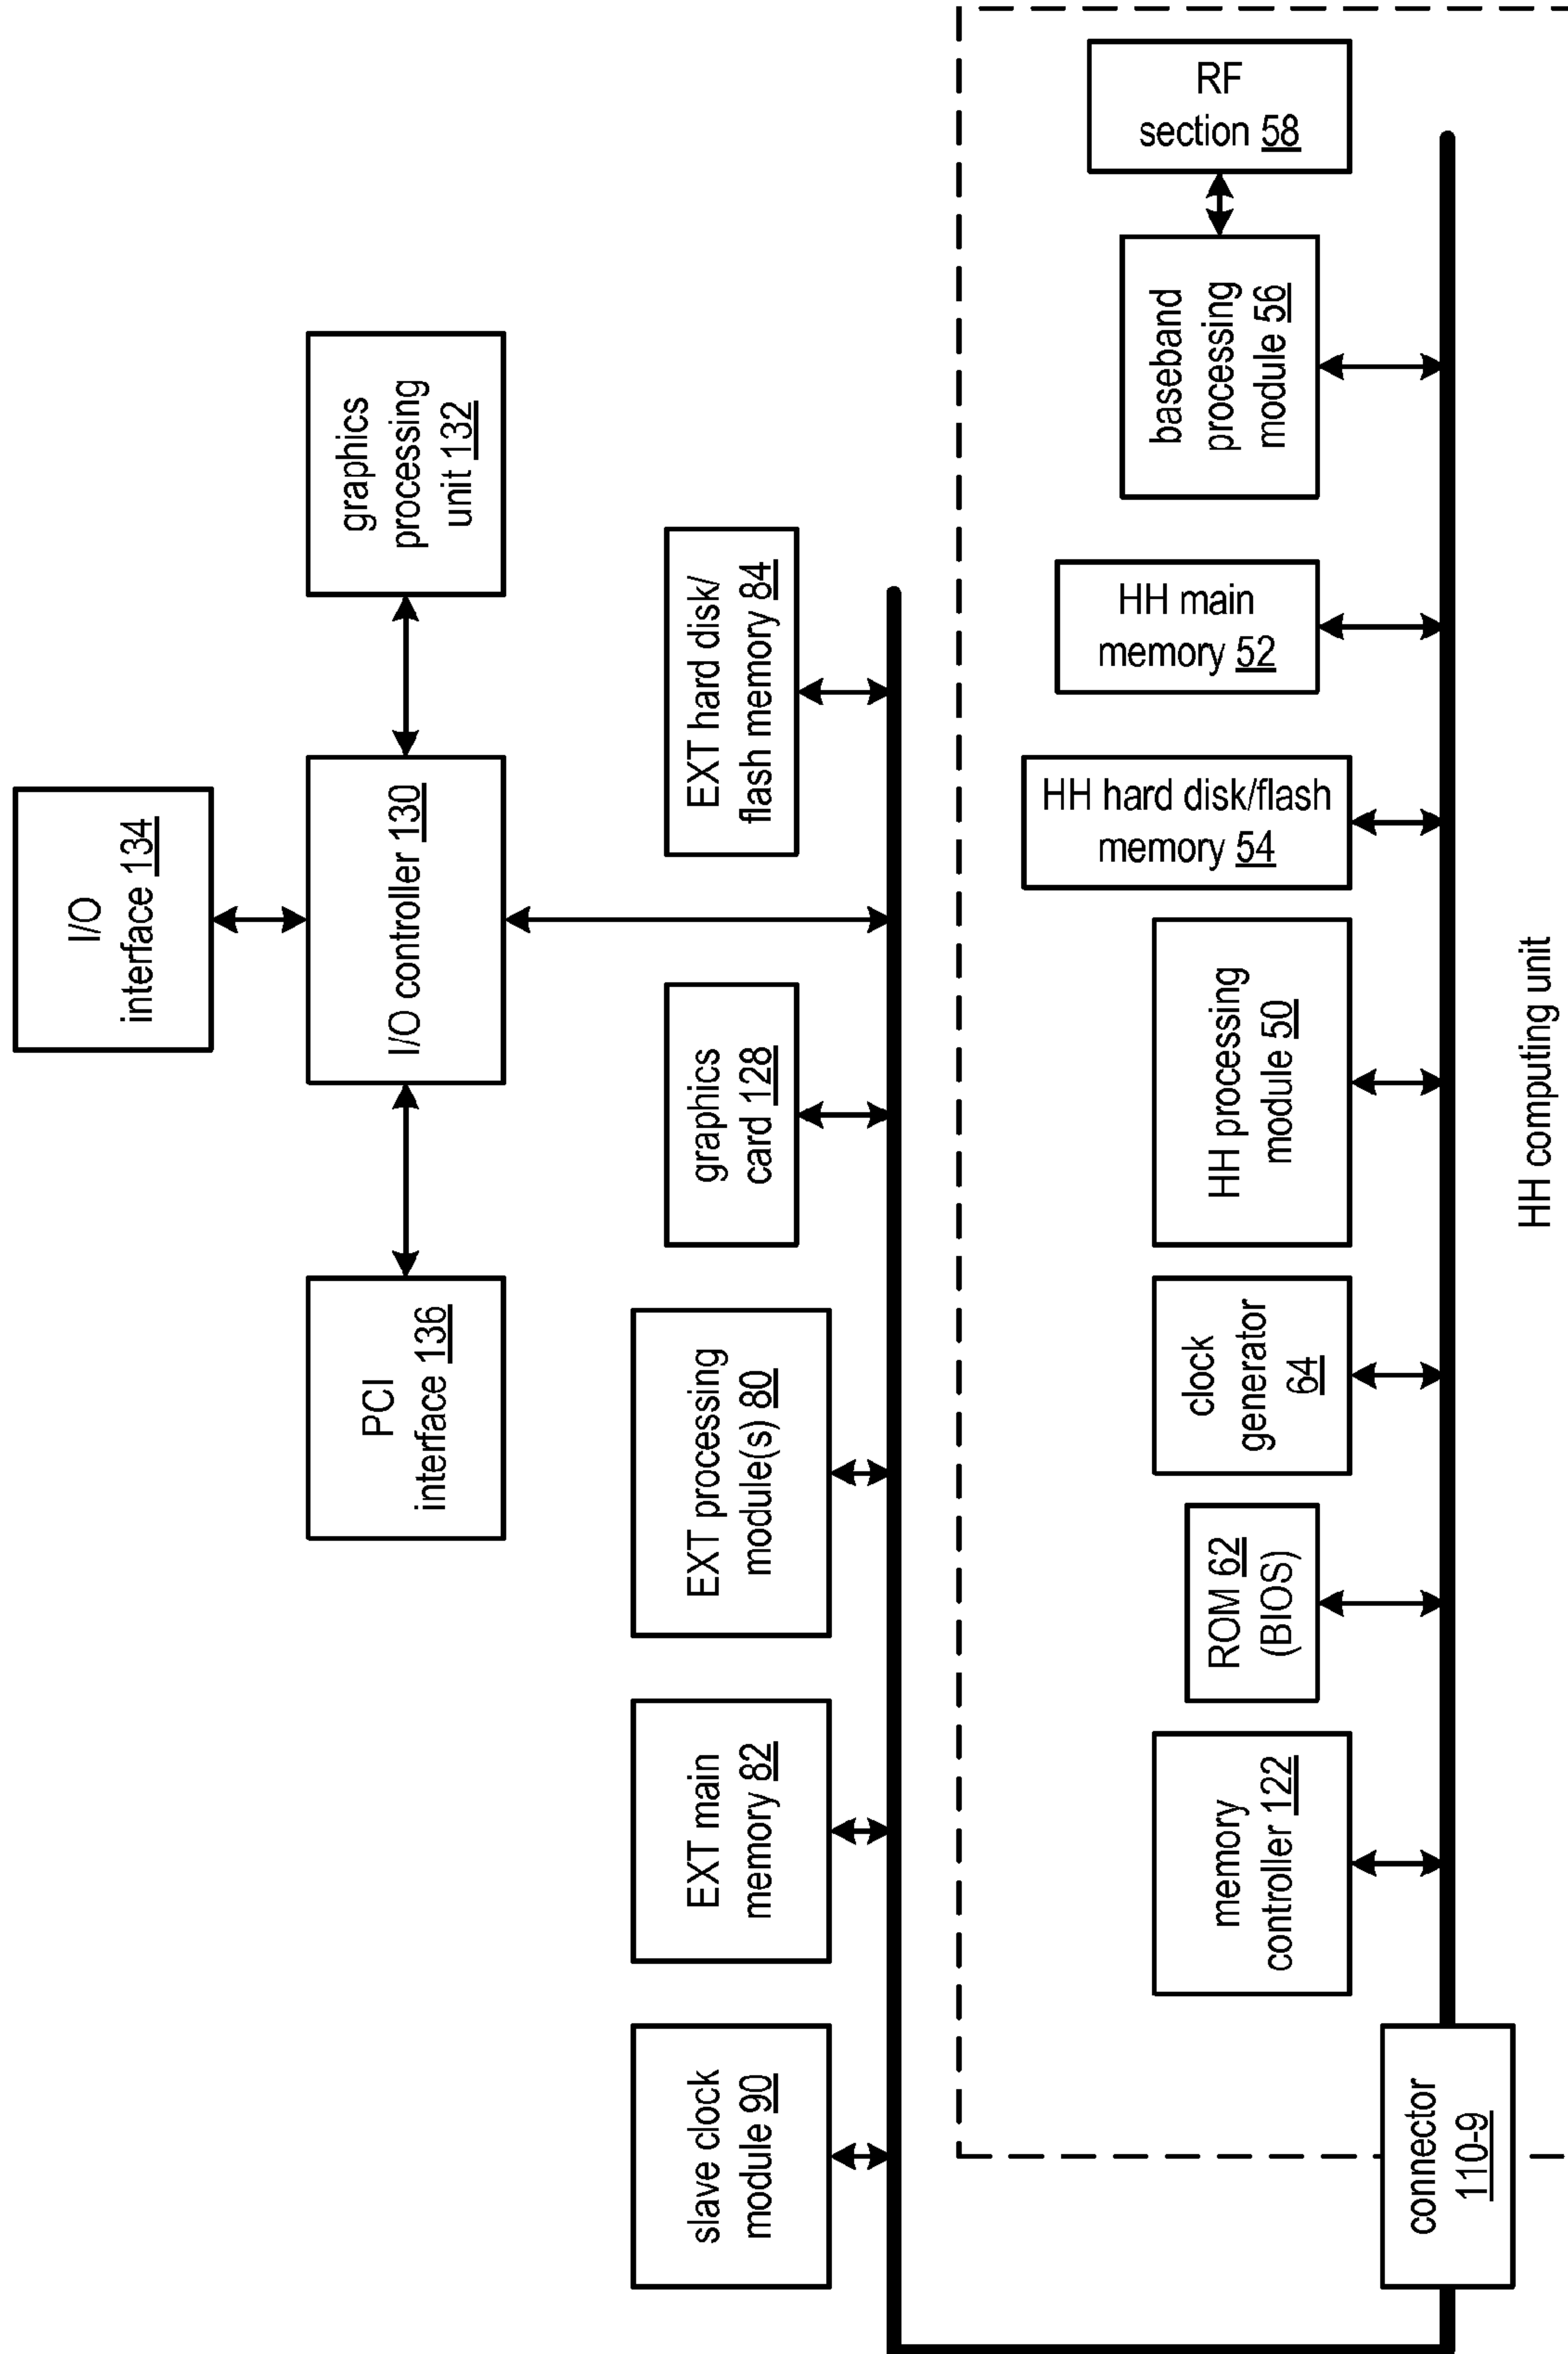 I/O
interface 134
PCI
interface 136
I/O controller 130
graphics
processing
unit 132
slave clock
module 90
EXT main
memory 82
EXT processing
module(s) 80
graphics
card 128
EXT hard disk/
flash memory 84
connector
110-9
memory
controller 122
ROM 62
(BIOS)
clock
generator
64
HH processing
module 50
HH hard disk/flash
memory 54
HH main
memory 52
baseband
processing
module 56
RF
section 58
HH computing unit